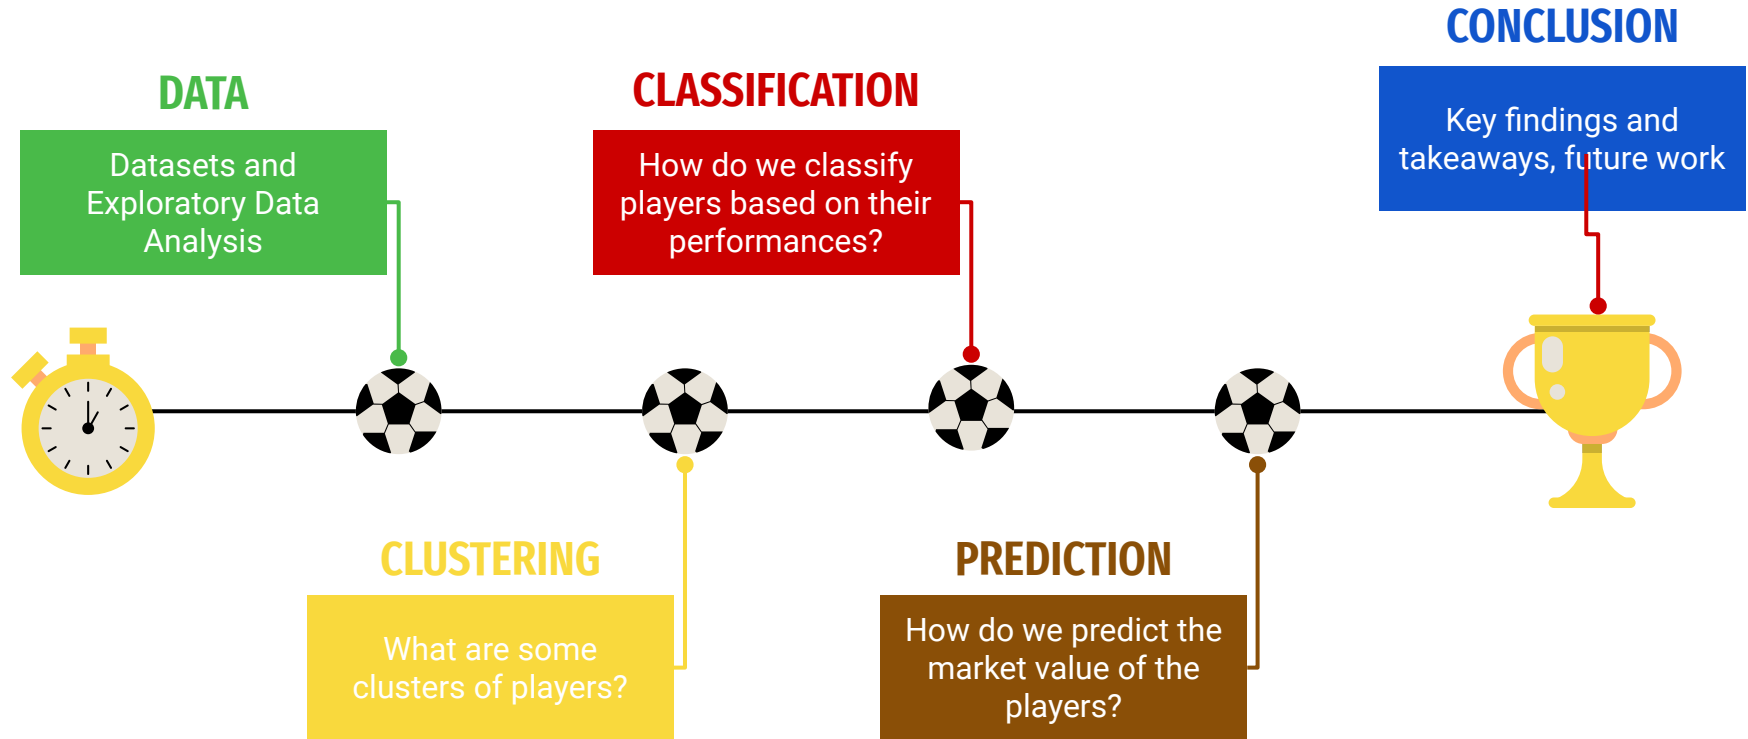 DATA
Datasets and
Exploratory Data
Analysis
CLUSTERING
What are some
clusters of players?
CLASSIFICATION
How do we classify
players based on their
performances?
PREDICTION
How do we predict the
market value of the
players?
CONCLUSION
Key findings and
takeaways, future work